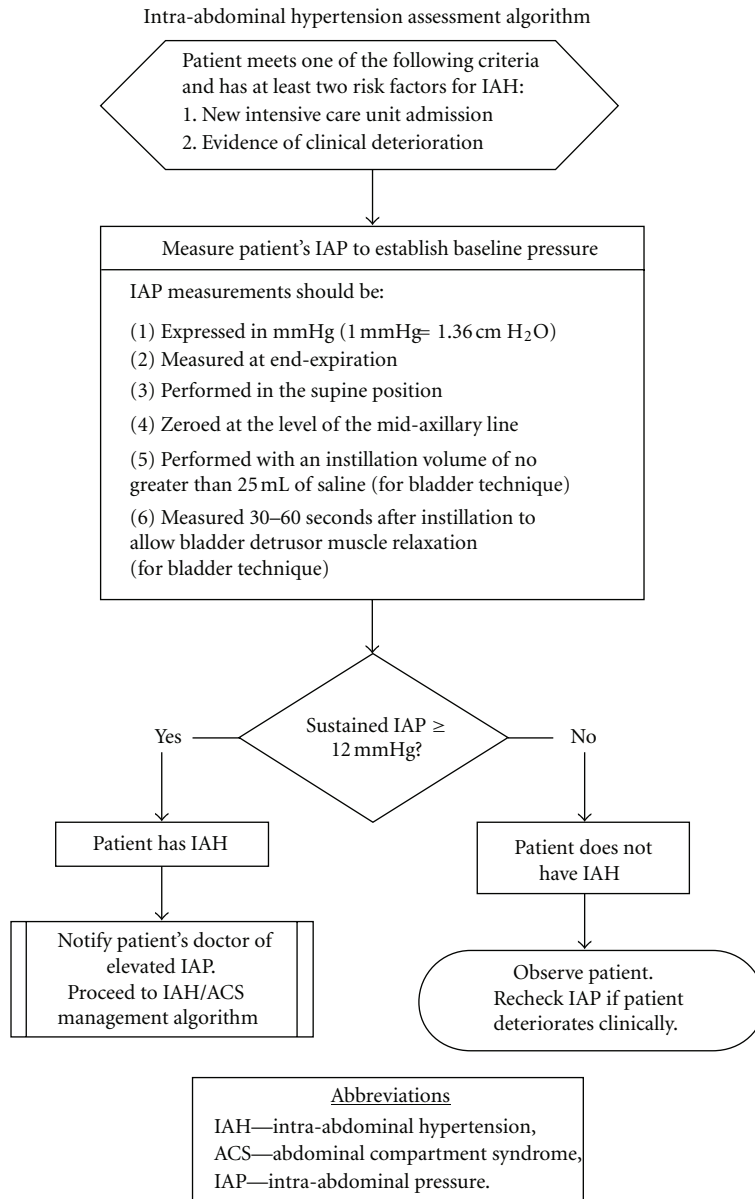 Intra-abdominal hypertension assessment algorithm
Patient meets one of the following criteria
and has at least two risk factors for IAH:
1. New intensive care unit admission
2. Evidence of clinical deterioration
Measure patient's IAP to establish baseline pressure
IAP measurements should be:
(1) Expressed in mmHg (1 mmHg= 1.36 cm H₂O)
(2) Measured at end-expiration
(3) Performed in the supine position
(4) Zeroed at the level of the mid-axillary line
(5) Performed with an instillation volume of no
greater than 25 mL of saline (for bladder technique)
(6) Measured 30–60 seconds after instillation to
allow bladder detrusor muscle relaxation
(for bladder technique)
Sustained IAP ≥
12 mmHg?
Yes
No
Patient has IAH
Patient does not
have IAH
Notify patient's doctor of
elevated IAP.
Proceed to IAH/ACS
management algorithm
Observe patient.
Recheck IAP if patient
deteriorates clinically.
Abbreviations
IAH—intra-abdominal hypertension,
ACS—abdominal compartment syndrome,
IAP—intra-abdominal pressure.